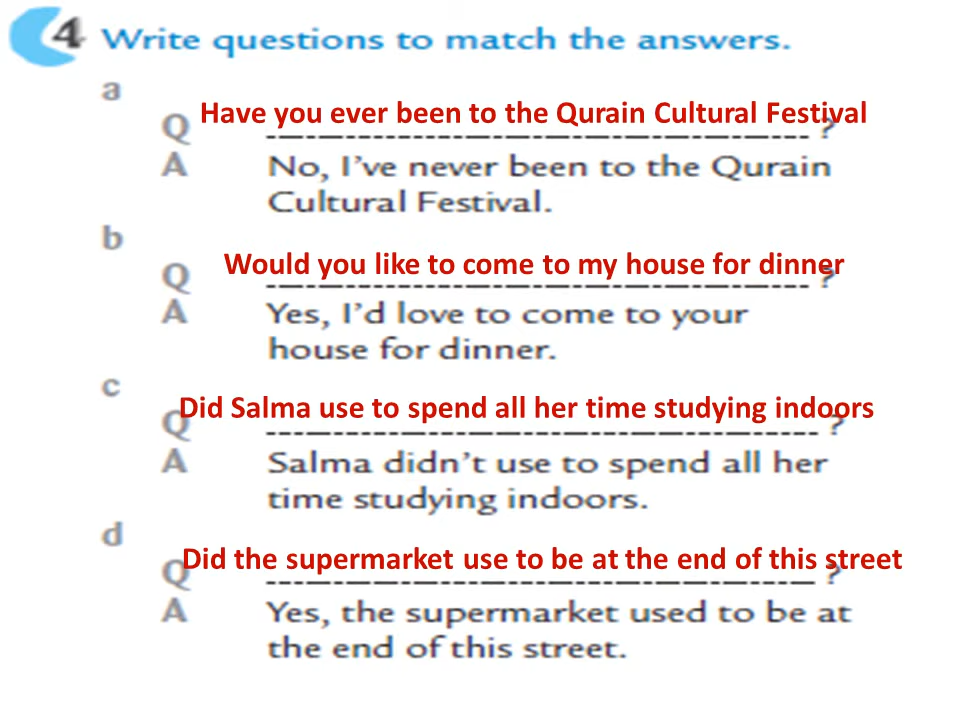 4 Write questions to match the answers.
a
Have you ever been to the Qurain Cultural Festival
Q ?
A No, I've never been to the Qurain
Cultural Festival.
b
Would you like to come to my house for dinner
Q ?
A Yes, I'd love to come to your
house for dinner.
c
Did Salma use to spend all her time studying indoors
Q ?
A Salma didn't use to spend all her
time studying indoors.
d
Did the supermarket use to be at the end of this street
Q ?
A Yes, the supermarket used to be at
the end of this street.